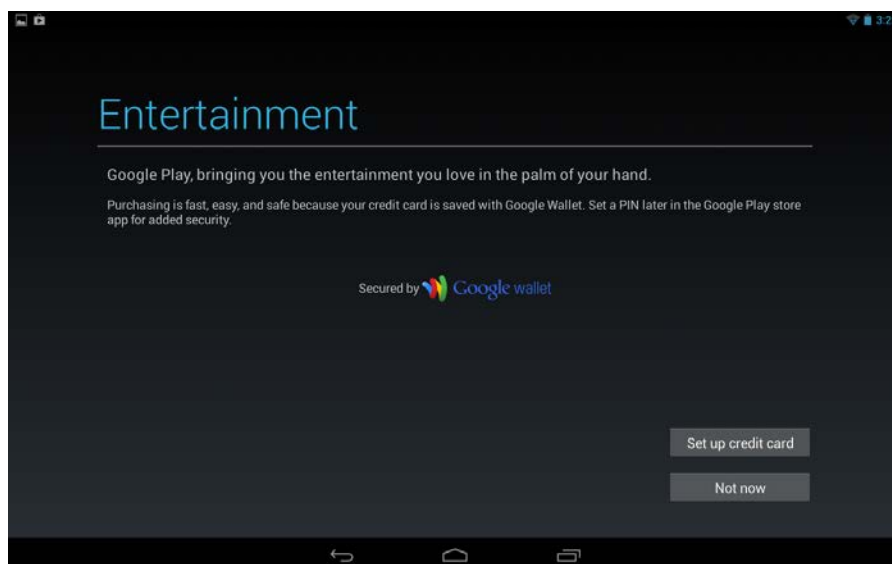 3:2
Entertainment
Google Play, bringing you the entertainment you love in the palm of your hand.
Purchasing is fast, easy, and safe because your credit card is saved with Google Wallet. Set a PIN later in the Google Play store
app for added security.
Secured by Google wallet
Set up credit card
Not now